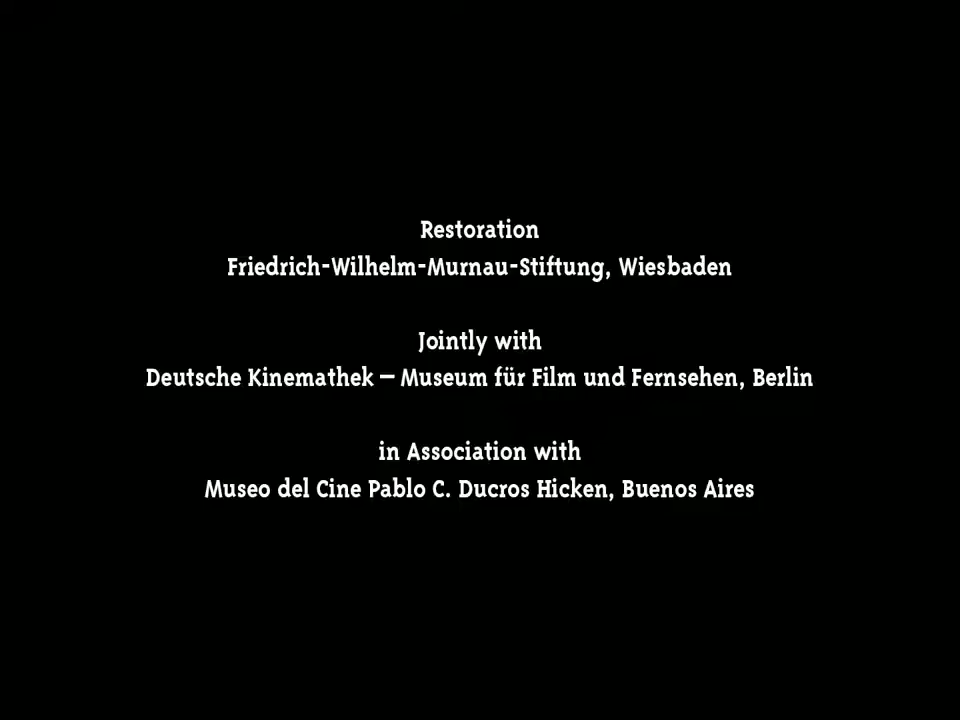 Restoration
Friedrich-Wilhelm-Murnau-Stiftung, Wiesbaden
Jointly with
Deutsche Kinemathek – Museum für Film und Fernsehen, Berlin
in Association with
Museo del Cine Pablo C. Ducros Hicken, Buenos Aires